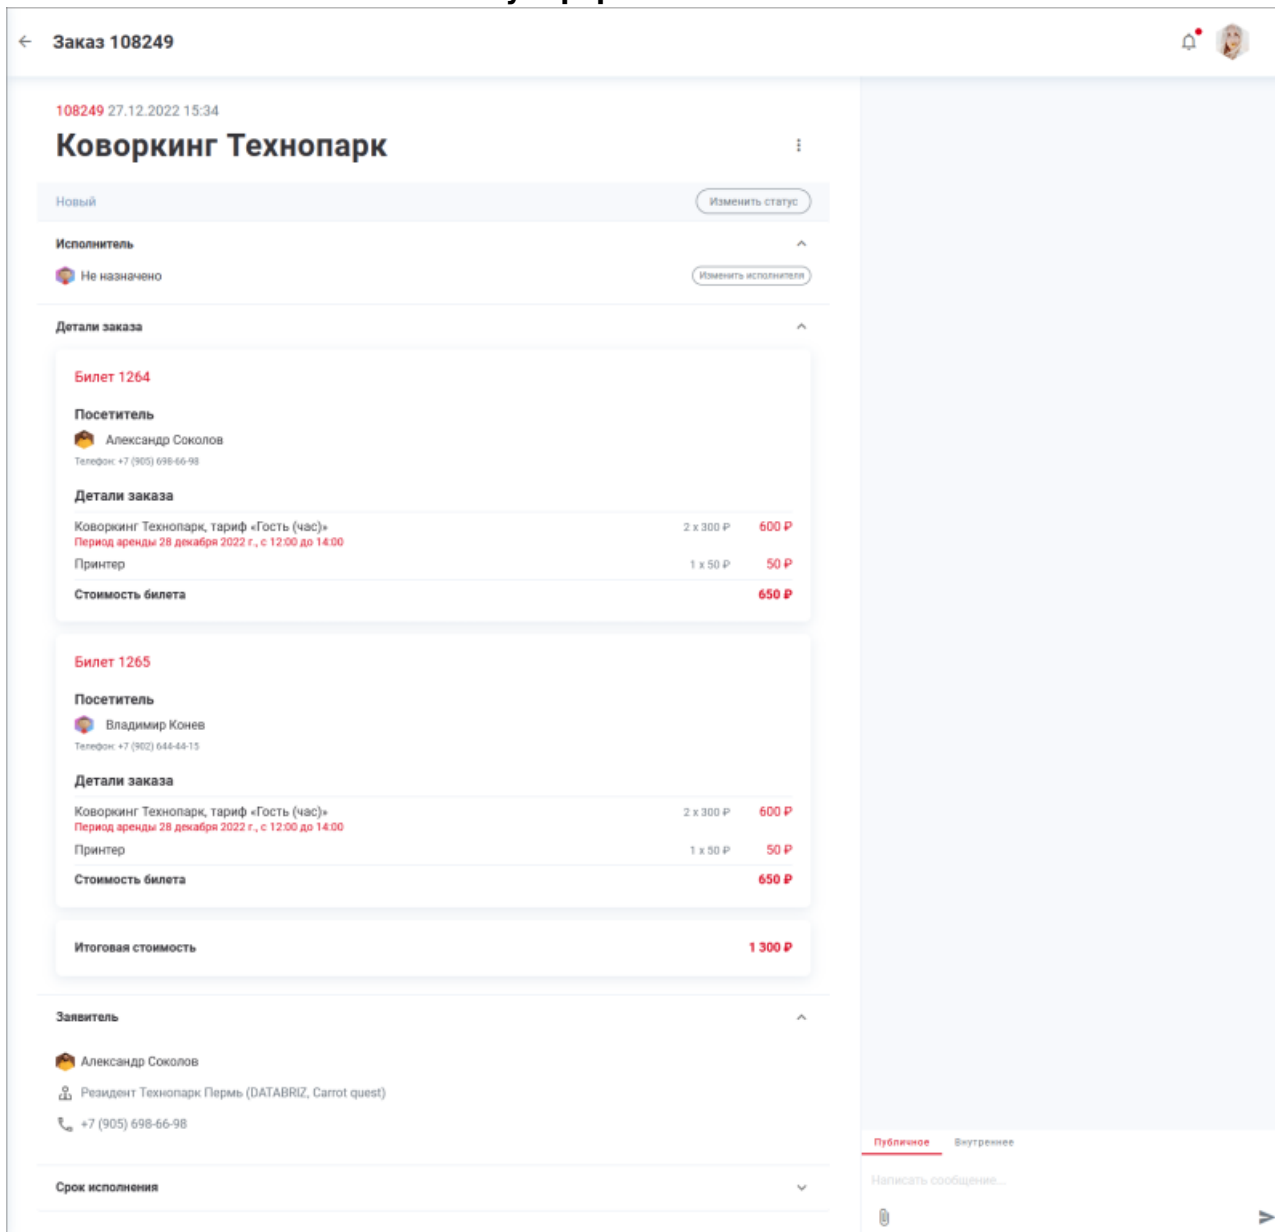 Заказ 108249
108249 27.12.2022 15:34
Коворкинг Технопарк
Новый
Изменить статус
Исполнитель
Не назначено
Изменить исполнителя
Детали заказа
Билет 1264
Посетитель
Александр Соколов
Телефон: +7 (905) 698-66-98
Детали заказа
Коворкинг Технопарк, тариф «Гость (час)» 2 x 300 ₽ 600 ₽
Период аренды 28 декабря 2022 г., с 12:00 до 14:00
Принтер 1 x 50 ₽ 50 ₽
Стоимость билета 650 ₽
Билет 1265
Посетитель
Владимир Конев
Телефон: +7 (902) 644-44-15
Детали заказа
Коворкинг Технопарк, тариф «Гость (час)» 2 x 300 ₽ 600 ₽
Период аренды 28 декабря 2022 г., с 12:00 до 14:00
Принтер 1 x 50 ₽ 50 ₽
Стоимость билета 650 ₽
Итоговая стоимость 1 300 ₽
Заявитель
Александр Соколов
Резидент Технопарк Пермь (DATABRIZ, Carrot quest)
+7 (905) 698-66-98
Срок исполнения
Публичное Внутреннее
Написать сообщение...